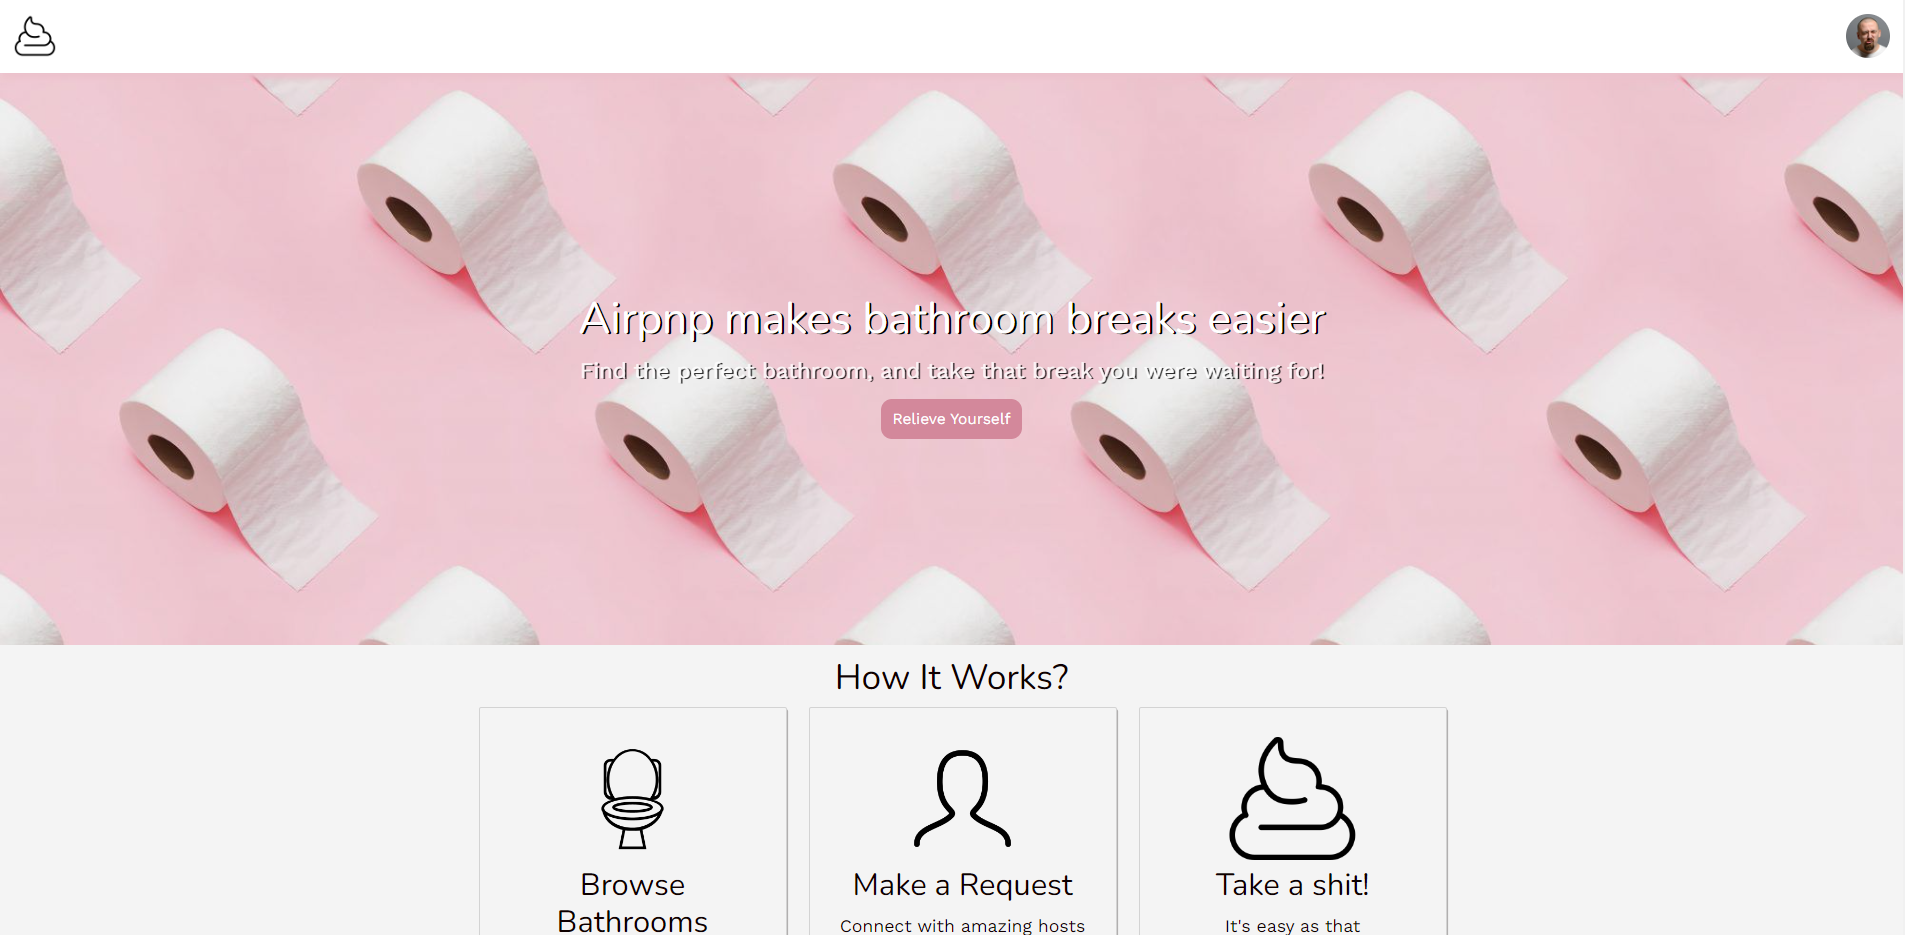 Airpnp makes bathroom breaks easier
Find the perfect bathroom, and take that break you were waiting for!
Relieve Yourself
How It Works?
Browse
Bathrooms
Make a Request
Connect with amazing hosts
Take a shit!
It's easy as that